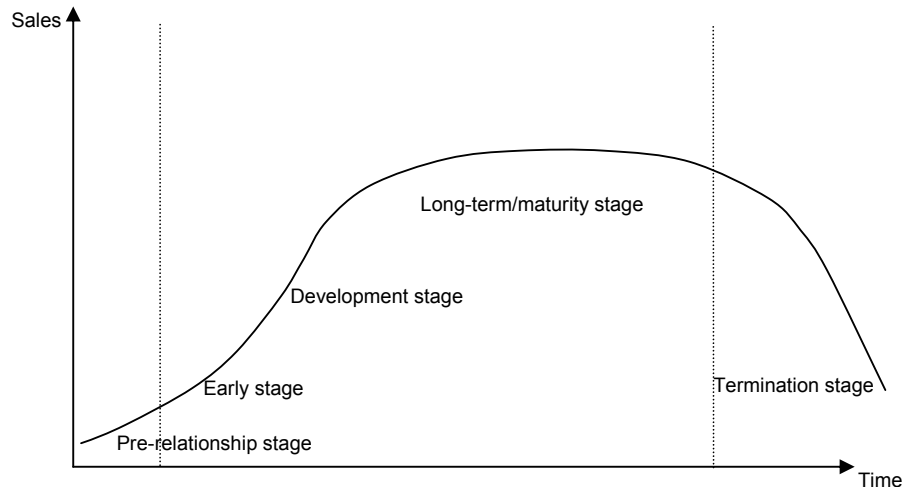 Sales
Long-term/maturity stage
Development stage
Early stage
Termination stage
Pre-relationship stage
Time